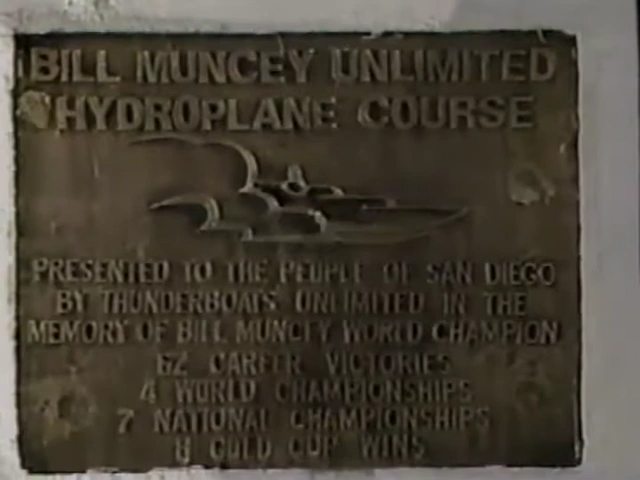 BILL MUNCEY UNLIMITED
HYDROPLANE COURSE
PRESENTED TO THE PEOPLE OF SAN DIEGO
BY THUNDERBOATS UNLIMITED IN THE
MEMORY OF BILL MUNCEY WORLD CHAMPION
62 CAREER VICTORIES
4 WORLD CHAMPIONSHIPS
7 NATIONAL CHAMPIONSHIPS
8 GOLD CUP WINS